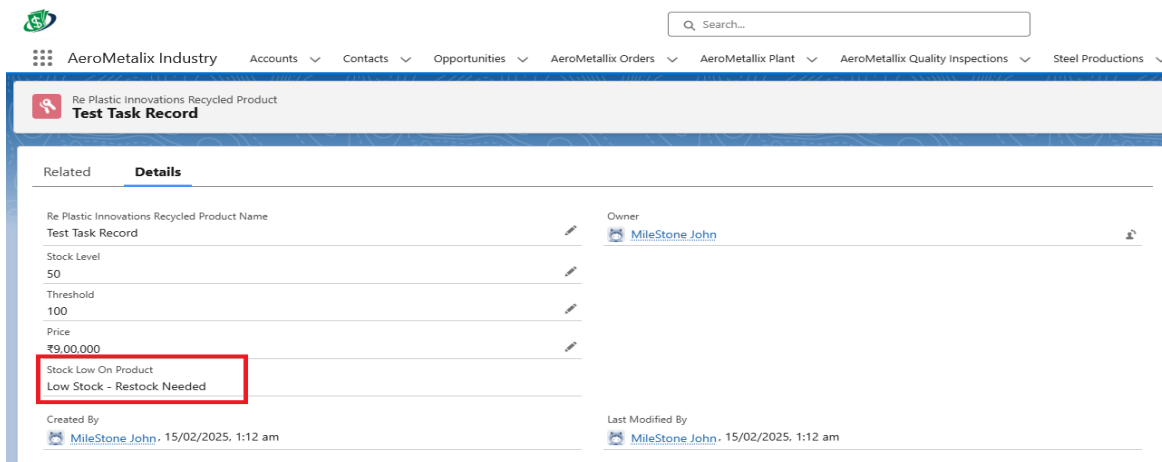 Search...
AeroMetalix Industry Accounts Contacts Opportunities AeroMetallix Orders AeroMetallix Plant AeroMetallix Quality Inspections Steel Productions
Re Plastic Innovations Recycled Product
Test Task Record
Related Details
Re Plastic Innovations Recycled Product Name
Test Task Record
Owner
MileStone John
Stock Level
50
Threshold
100
Price
₹9,00,000
Stock Low On Product
Low Stock - Restock Needed
Created By
MileStone John, 15/02/2025, 1:12 am
Last Modified By
MileStone John, 15/02/2025, 1:12 am